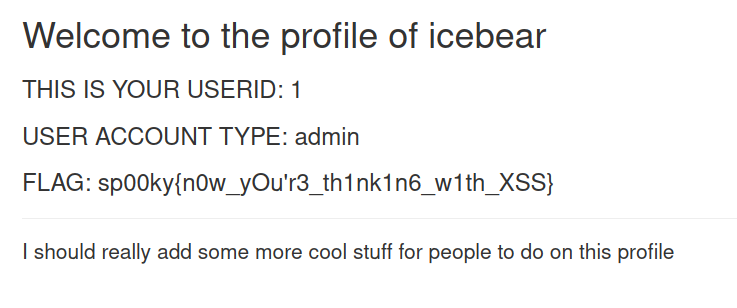 Welcome to the profile of icebear
THIS IS YOUR USERID: 1
USER ACCOUNT TYPE: admin
FLAG: sp00ky{n0w_yOu'r3_th1nk1n6_w1th_XSS}
I should really add some more cool stuff for people to do on this profile